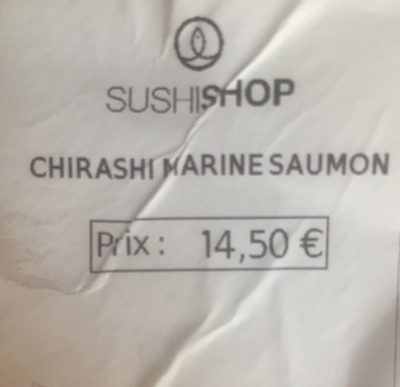 SUSHISHOP
CHIRASHI MARINE SAUMON
Prix : 14,50 €